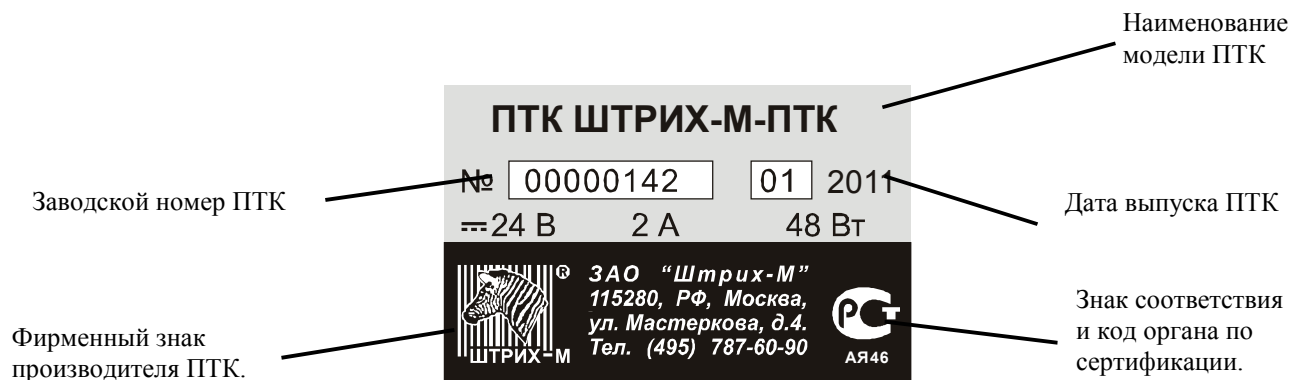 Наименование
модели ПТК
ПТК ШТРИХ-М-ПТК
Заводской номер ПТК
№ 00000142 01 2011
Дата выпуска ПТК
24 В 2 А 48 Вт
ШТРИХ-М
®
ЗАО "Штрих-М"
115280, РФ, Москва,
ул. Мастеркова, д.4.
Тел. (495) 787-60-90
РСТ
АЯ46
Знак соответствия
и код органа по
сертификации.
Фирменный знак
производителя ПТК.